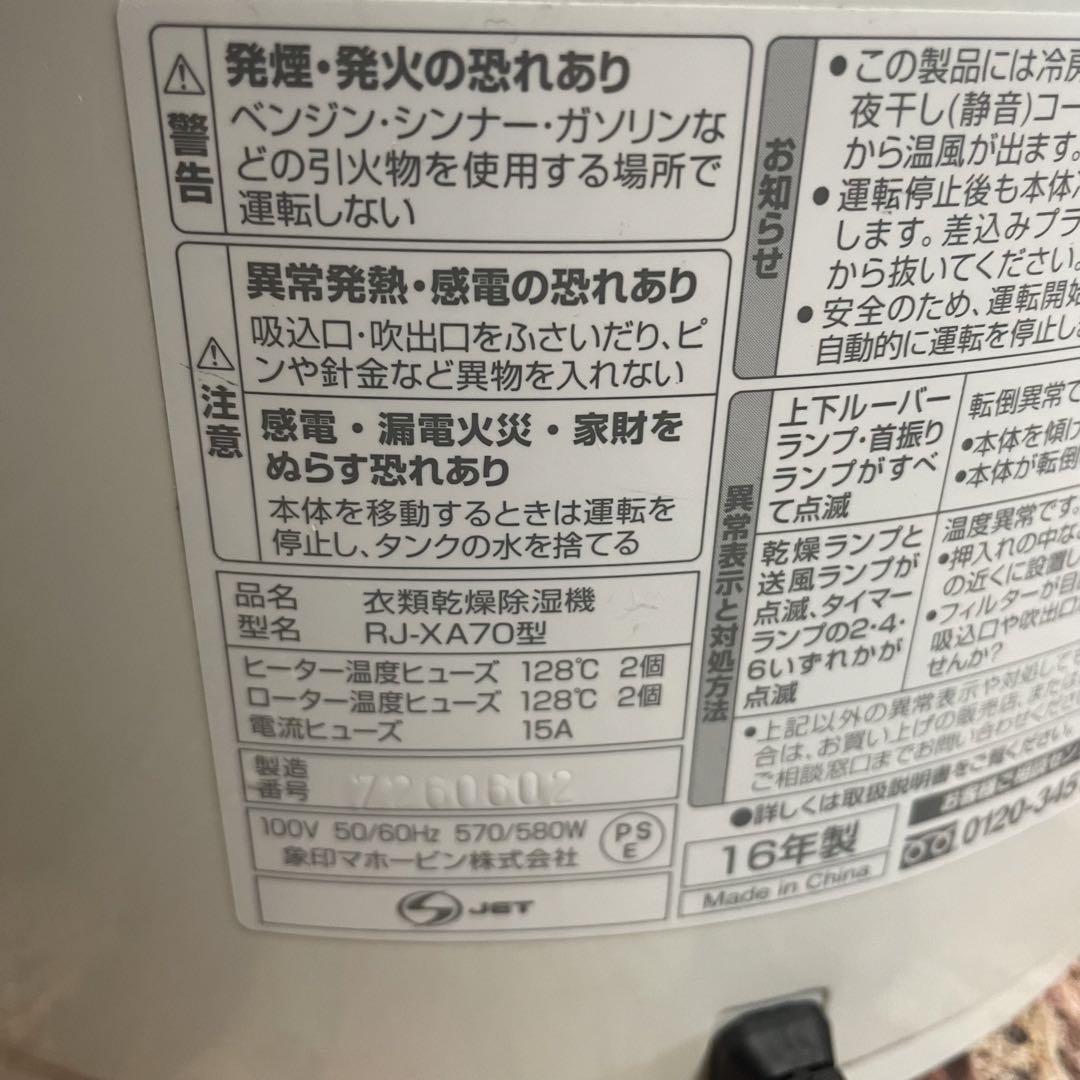 警告
発煙・発火の恐れあり
ベンジン・シンナー・ガソリンな
どの引火物を使用する場所で
運転しない
注意
異常発熱・感電の恐れあり
吸込口・吹出口をふさいだり、ピ
ンや針金など異物を入れない
感電・漏電火災・家財を
ぬらす恐れあり
本体を移動するときは運転を
停止し、タンクの水を捨てる
品名 衣類乾燥除湿機
型名 RJ-XA70型
ヒーター温度ヒューズ 128℃ 2個
ローター温度ヒューズ 128℃ 2個
電流ヒューズ 15A
製造
番号 7260602
100V 50/60Hz 570/580W
象印マホービン株式会社
PS
E
JET
お知らせ
●この製品には冷房
夜干し(静音)コー
から温風が出ます。
●運転停止後も本体
します。差込みプラ
から抜いてください。
●安全のため、運転開始
自動的に運転を停止し
異常表示と対処方法
上下ルーバー
ランプ・首振り
ランプがすべ
て点滅
転倒異常で
●本体を傾け
●本体が転倒
乾燥ランプと
送風ランプが
点滅、タイマー
ランプの2・4・
6いずれかが
点滅
温度異常です。
●押入れの中な
の近くに設置し
●フィルターが目
吸込口や吹出口
せんか?
●上記以外の異常表示や対処しても
合は、お買い上げの販売店、または
ご相談窓口までお問い合わせくださ
●詳しくは取扱説明書をご覧ください。
16年製
Made in China
0120-345